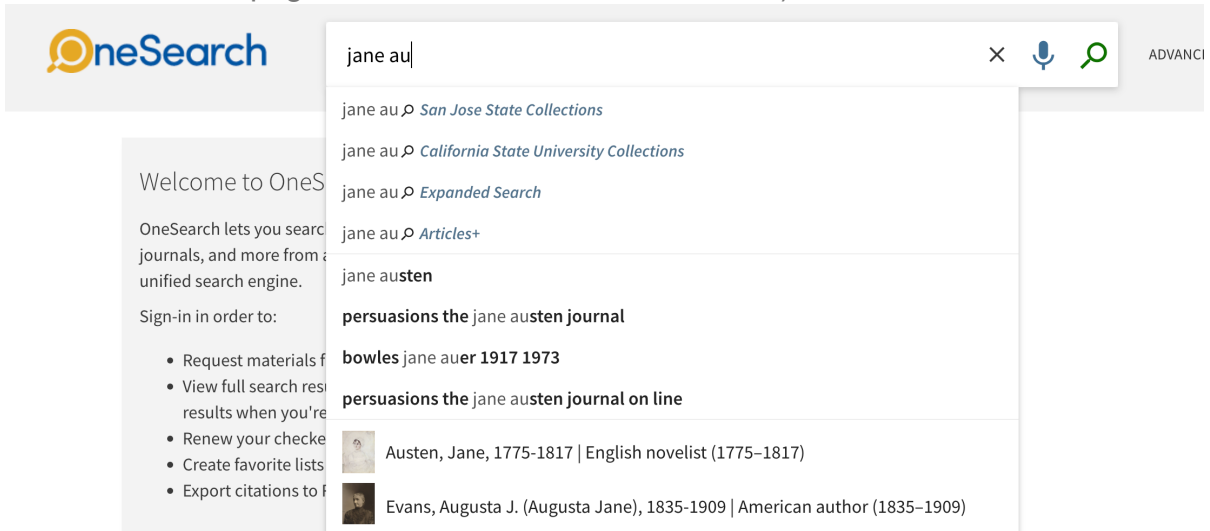 OneSearch
jane au
ADVANC
jane au San Jose State Collections
jane au California State University Collections
jane au Expanded Search
jane au Articles+
jane austen
persuasions the jane austen journal
bowles jane auer 1917 1973
persuasions the jane austen journal on line
Austen, Jane, 1775-1817 | English novelist (1775–1817)
Evans, Augusta J. (Augusta Jane), 1835-1909 | American author (1835–1909)
Welcome to OneS
OneSearch lets you searc
journals, and more from
unified search engine.
Sign-in in order to:
• Request materials f
• View full search res
results when you're
• Renew your checke
• Create favorite lists
• Export citations to